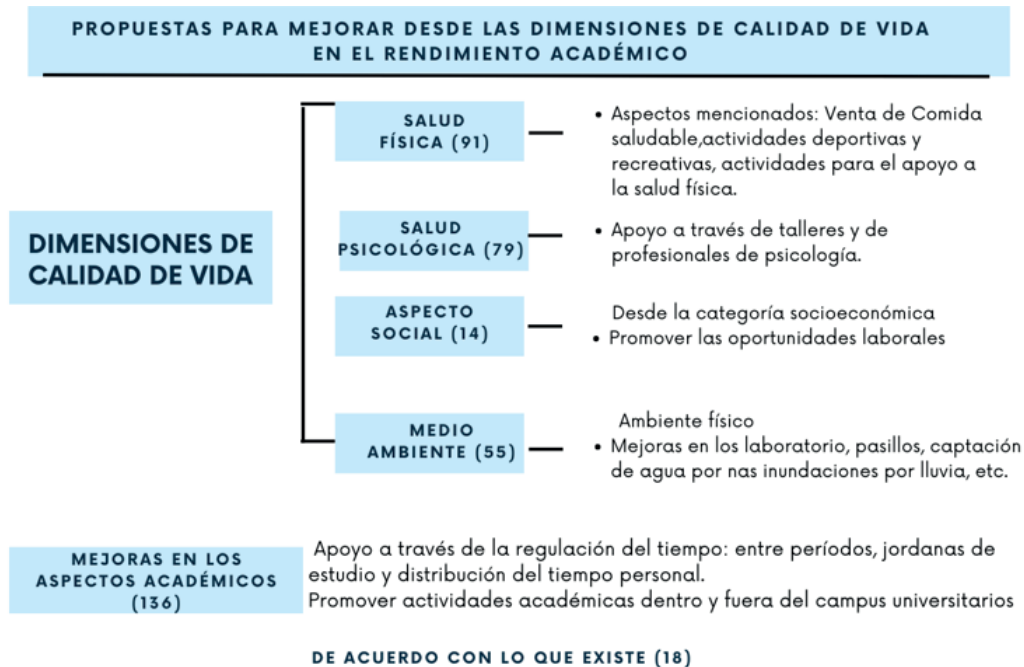 PROPUESTAS PARA MEJORAR DESDE LAS DIMENSIONES DE CALIDAD DE VIDA
EN EL RENDIMIENTO ACADÉMICO
DIMENSIONES DE
CALIDAD DE VIDA
SALUD
FÍSICA (91)
• Aspectos mencionados: Venta de Comida
saludable,actividades deportivas y
recreativas, actividades para el apoyo a
la salud física.
SALUD
PSICOLÓGICA (79)
• Apoyo a través de talleres y de
profesionales de psicología.
ASPECTO
SOCIAL (14)
Desde la categoría socioeconómica
• Promover las oportunidades laborales
MEDIO
AMBIENTE (55)
Ambiente físico
• Mejoras en los laboratorio, pasillos, captación
de agua por nas inundaciones por lluvia, etc.
MEJORAS EN LOS
ASPECTOS ACADÉMICOS
(136)
Apoyo a través de la regulación del tiempo: entre períodos, jordanas de
estudio y distribución del tiempo personal.
Promover actividades académicas dentro y fuera del campus universitarios
DE ACUERDO CON LO QUE EXISTE (18)